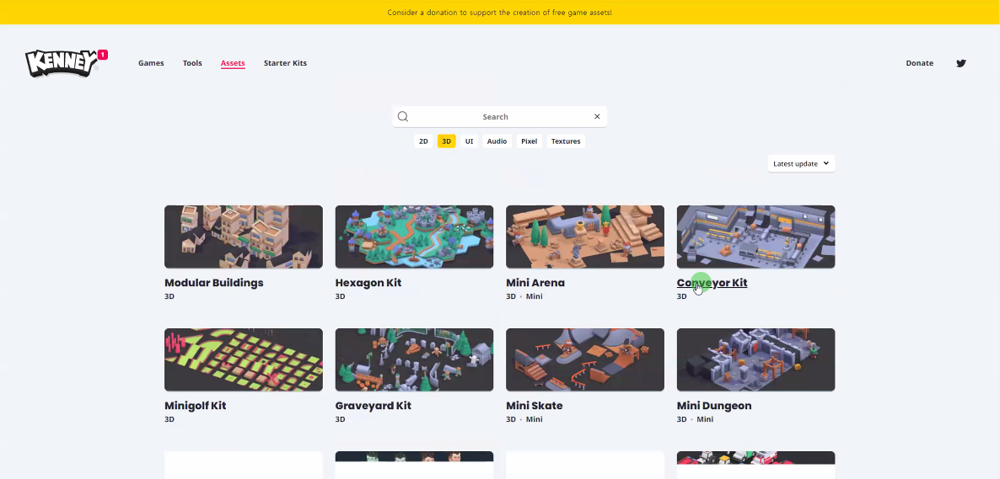 Consider a donation to support the creation of free game assets!
KENNEY 1 Games Tools Assets Starter Kits Donate
Search
2D 3D UI Audio Pixel Textures
Latest update
Modular Buildings Hexagon Kit Mini Arena Conveyor Kit
3D 3D 3D • Mini 3D
Minigolf Kit Graveyard Kit Mini Skate Mini Dungeon
3D 3D 3D • Mini 3D • Mini